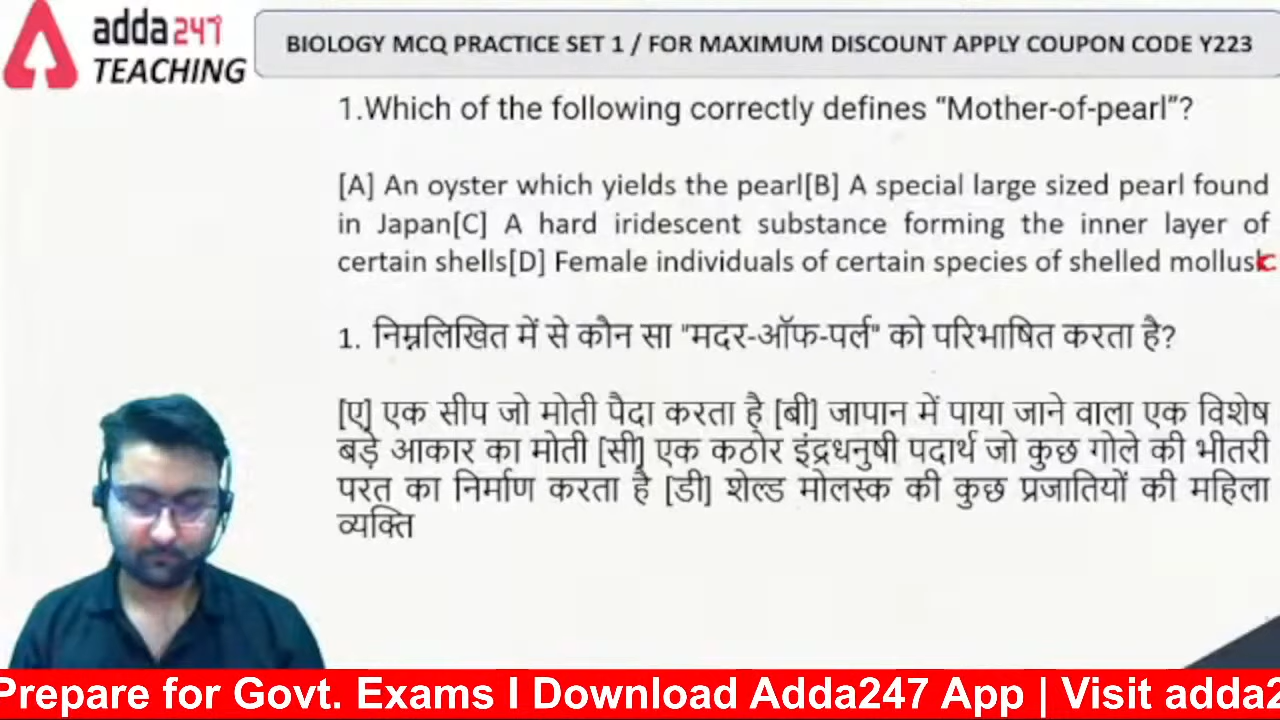 adda247
TEACHING
BIOLOGY MCQ PRACTICE SET 1 / FOR MAXIMUM DISCOUNT APPLY COUPON CODE Y223
1.Which of the following correctly defines “Mother-of-pearl”?
[A] An oyster which yields the pearl[B] A special large sized pearl found
in Japan[C] A hard iridescent substance forming the inner layer of
certain shells[D] Female individuals of certain species of shelled mollusk
1. निम्नलिखित में से कौन सा "मदर-ऑफ-पर्ल" को परिभाषित करता है?
[ए] एक सीप जो मोती पैदा करता है [बी] जापान में पाया जाने वाला एक विशेष
बड़े आकार का मोती [सी] एक कठोर इंद्रधनुषी पदार्थ जो कुछ गोले की भीतरी
परत का निर्माण करता है [डी] शेल्ड मोलस्क की कुछ प्रजातियों की महिला
व्यक्ति
Prepare for Govt. Exams I Download Adda247 App | Visit adda2